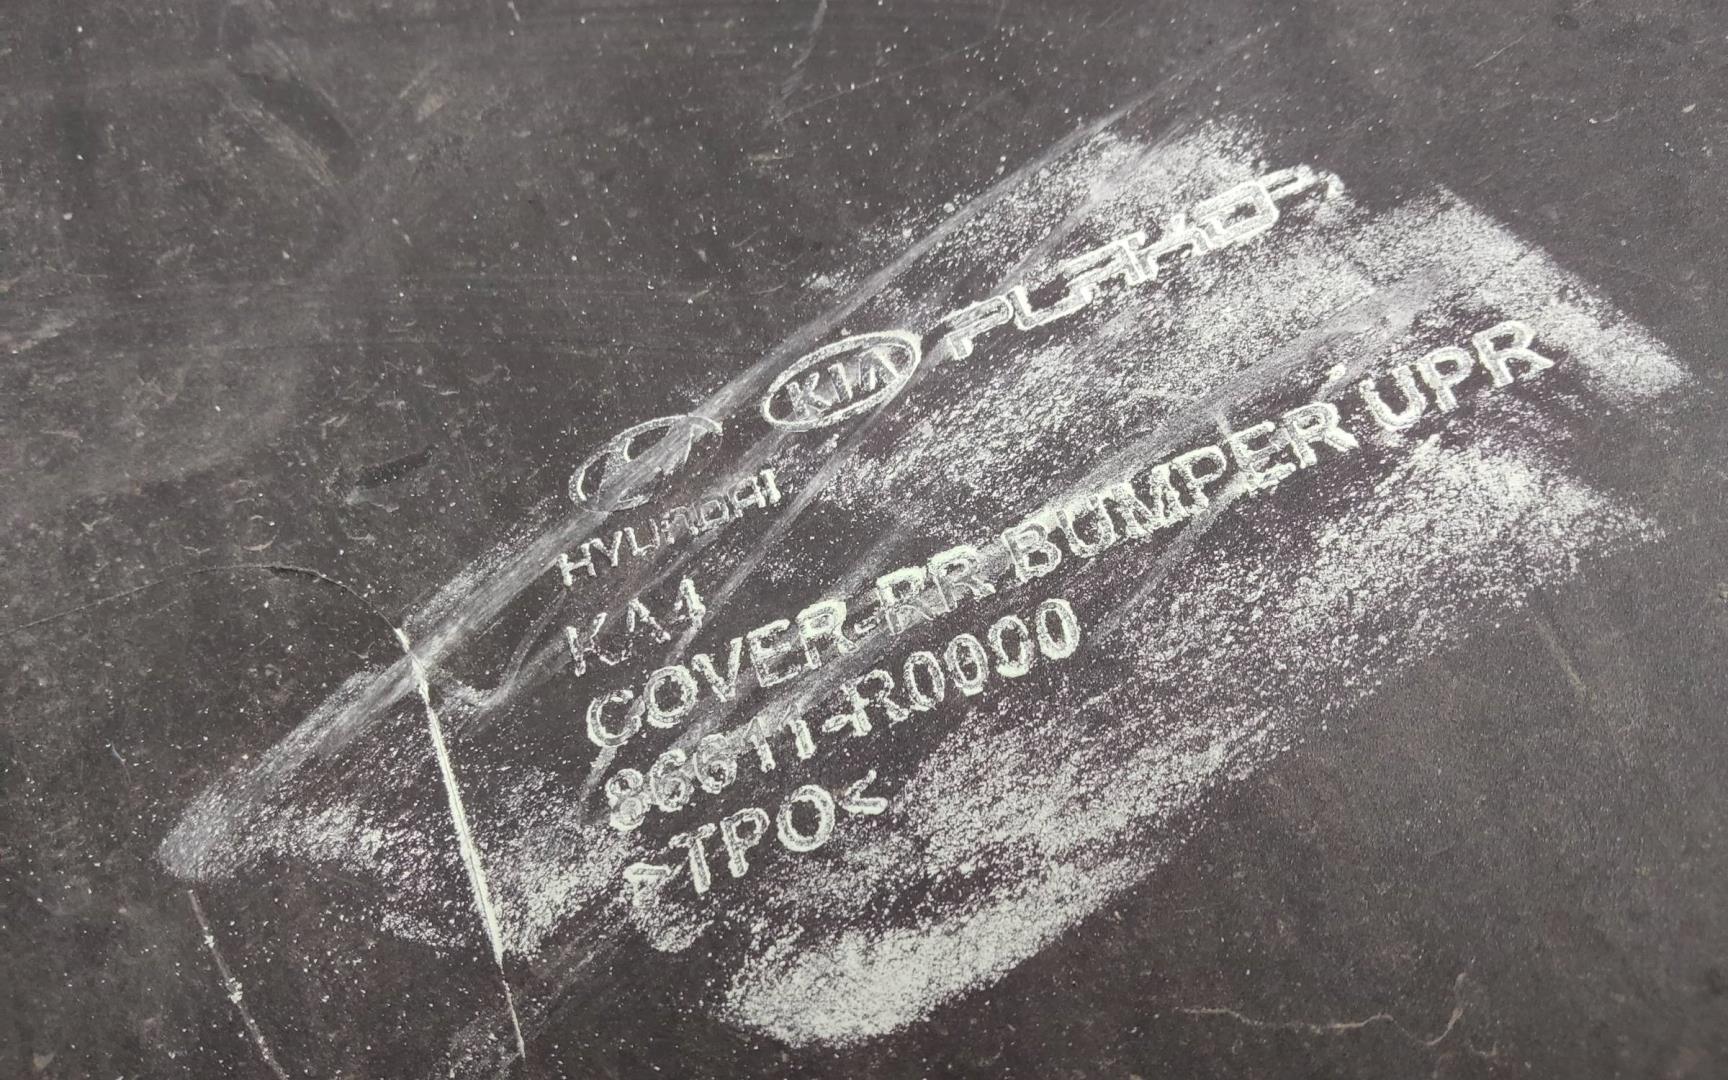 KIA PLAKOR
HYUNDAI
KA4
COVER-RR BUMPER UPR
86611-R0000
>TPO<